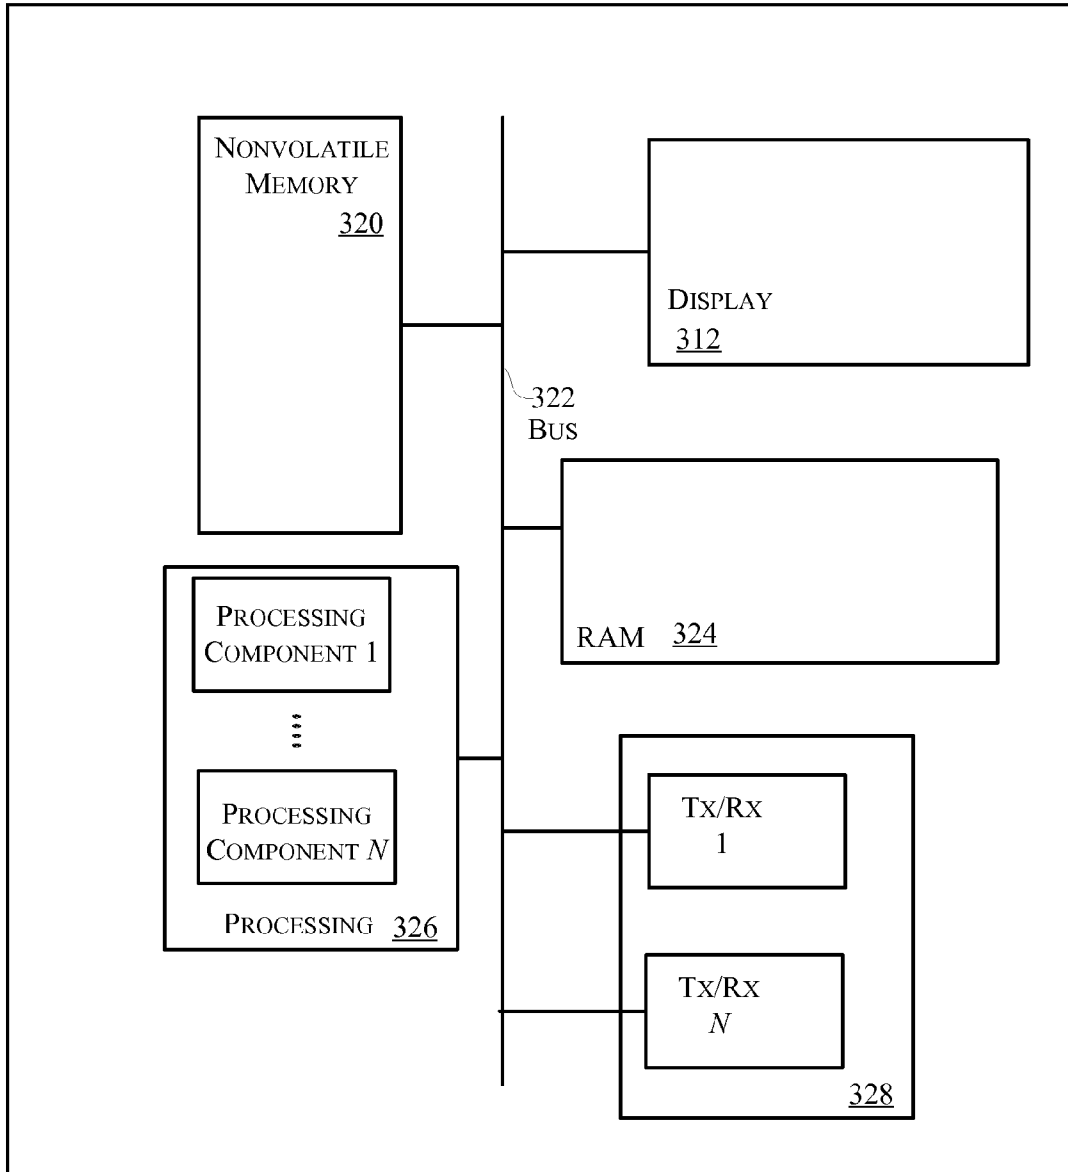 NONVOLATILE
MEMORY
320
DISPLAY
312
322
BUS
RAM 324
PROCESSING
COMPONENT 1
PROCESSING
COMPONENT N
PROCESSING 326
TX/RX
1
TX/RX
N
328